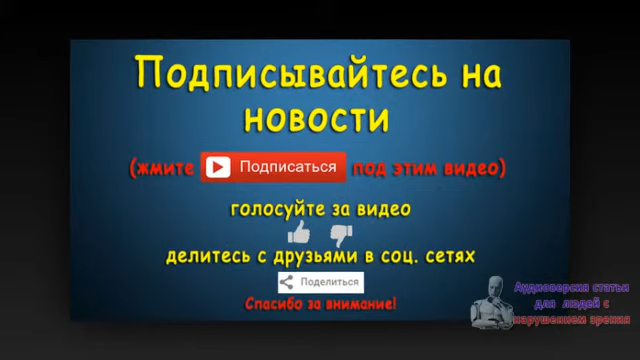 Подписывайтесь на
новости
(жмите Подписаться под этим видео)
голосуйте за видео
делитесь с друзьями в соц. сетях
Поделиться
Спасибо за внимание!
Аудиоверсия статьи
для людей с
нарушением зрения